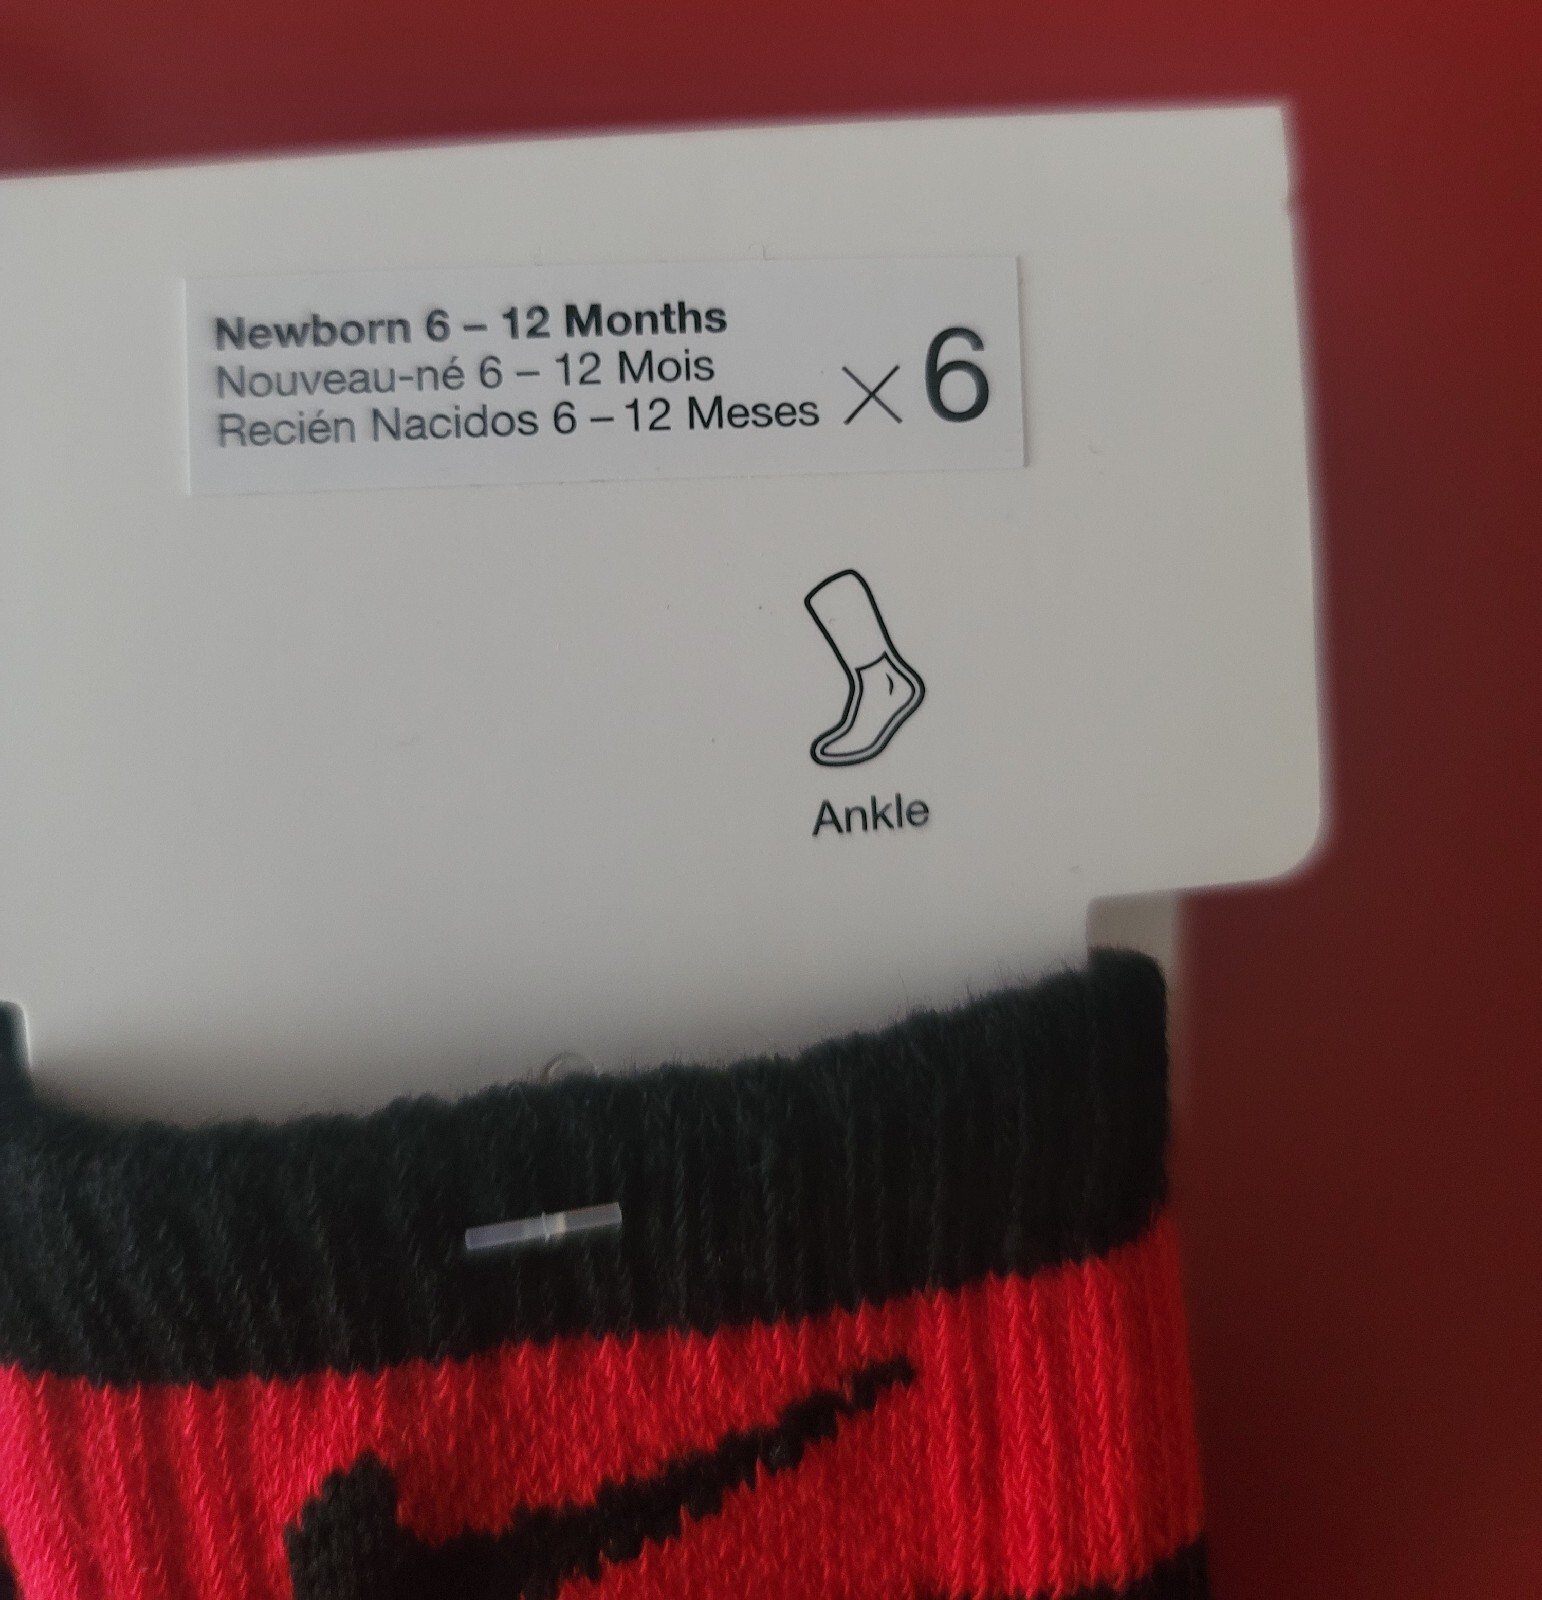 Newborn 6 – 12 Months
Nouveau-né 6 – 12 Mois
Recién Nacidos 6 – 12 Meses
× 6
Ankle